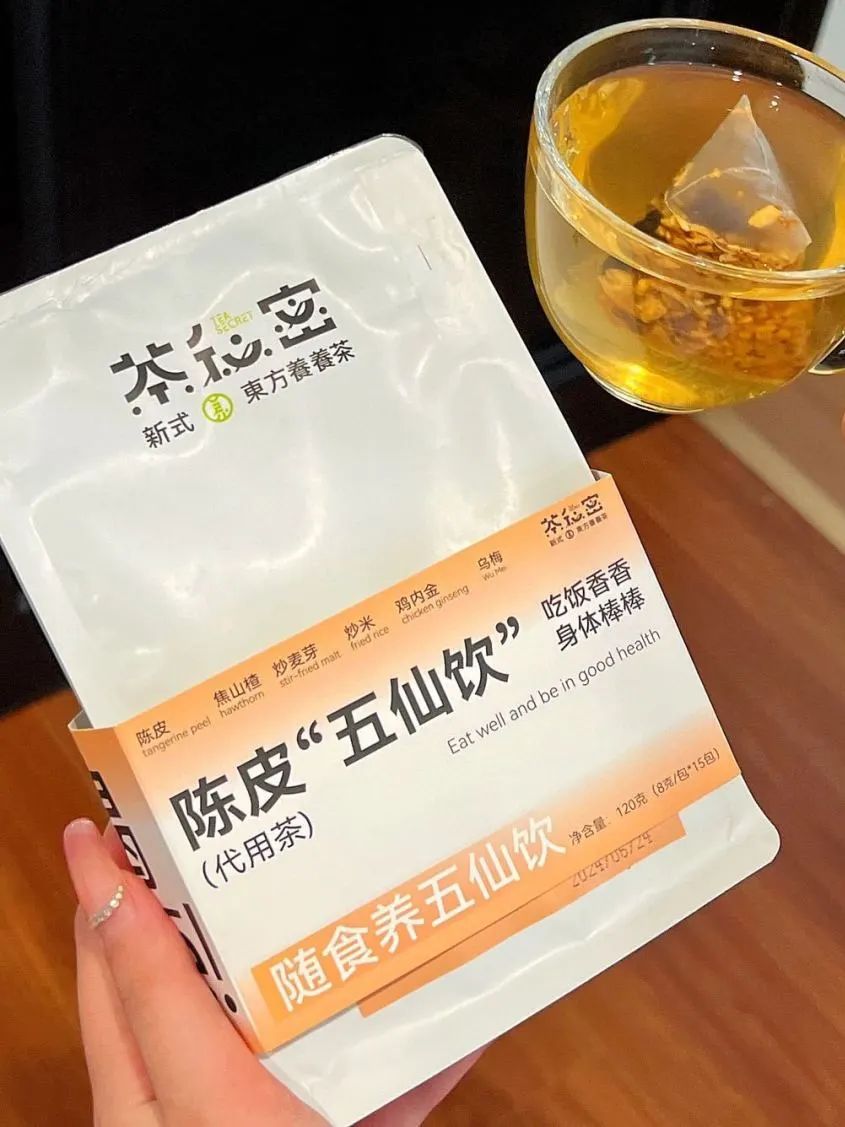 茶秘密
TEA
SECRET
新式 東方養養茶
茶秘密
新式 東方養養茶
陈皮
tangerine peel
焦山楂
hawthorn
炒麦芽
stir-fried malt
炒米
fried rice
鸡内金
chicken ginseng
乌梅
Wu Mei
吃饭香香
身体棒棒
陈皮“五仙饮”
Eat well and be in good health
(代用茶)
净含量：120克（8克/包*15包）
随食养五仙饮
2024/06/24